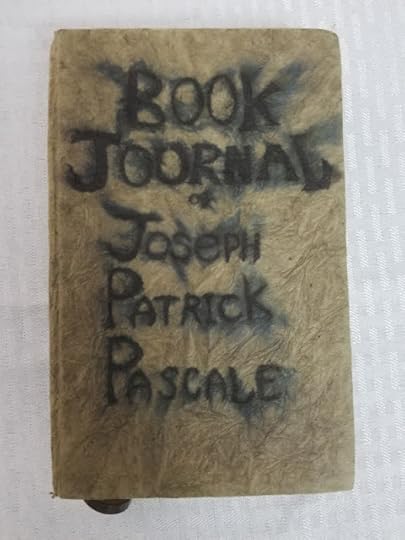 BOOK
JOURNAL
OF
JOSEPH
PATRICK
PASCALE